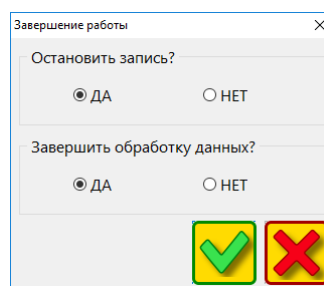 Завершение работы
Остановить запись?
ДА НЕТ
Завершить обработку данных?
ДА НЕТ